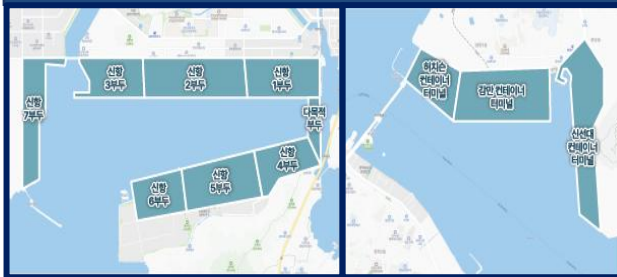 신항
3부두
신항
2부두
신항
1부두
신항
7부두
다목적
부두
신항
4부두
신항
5부두
신항
6부두
허치슨
컨테이너
터미널
감만 컨테이너
터미널
신선대
컨테이너
터미널